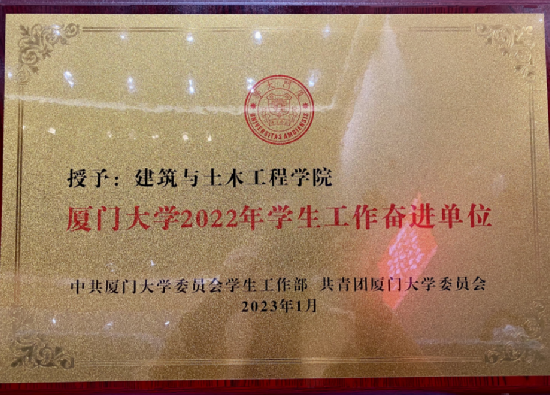 UNIVERSITAS AMOIENSIS
授予：建筑与土木工程学院
厦门大学2022年学生工作奋进单位
中共厦门大学委员会学生工作部 共青团厦门大学委员会
2023年1月